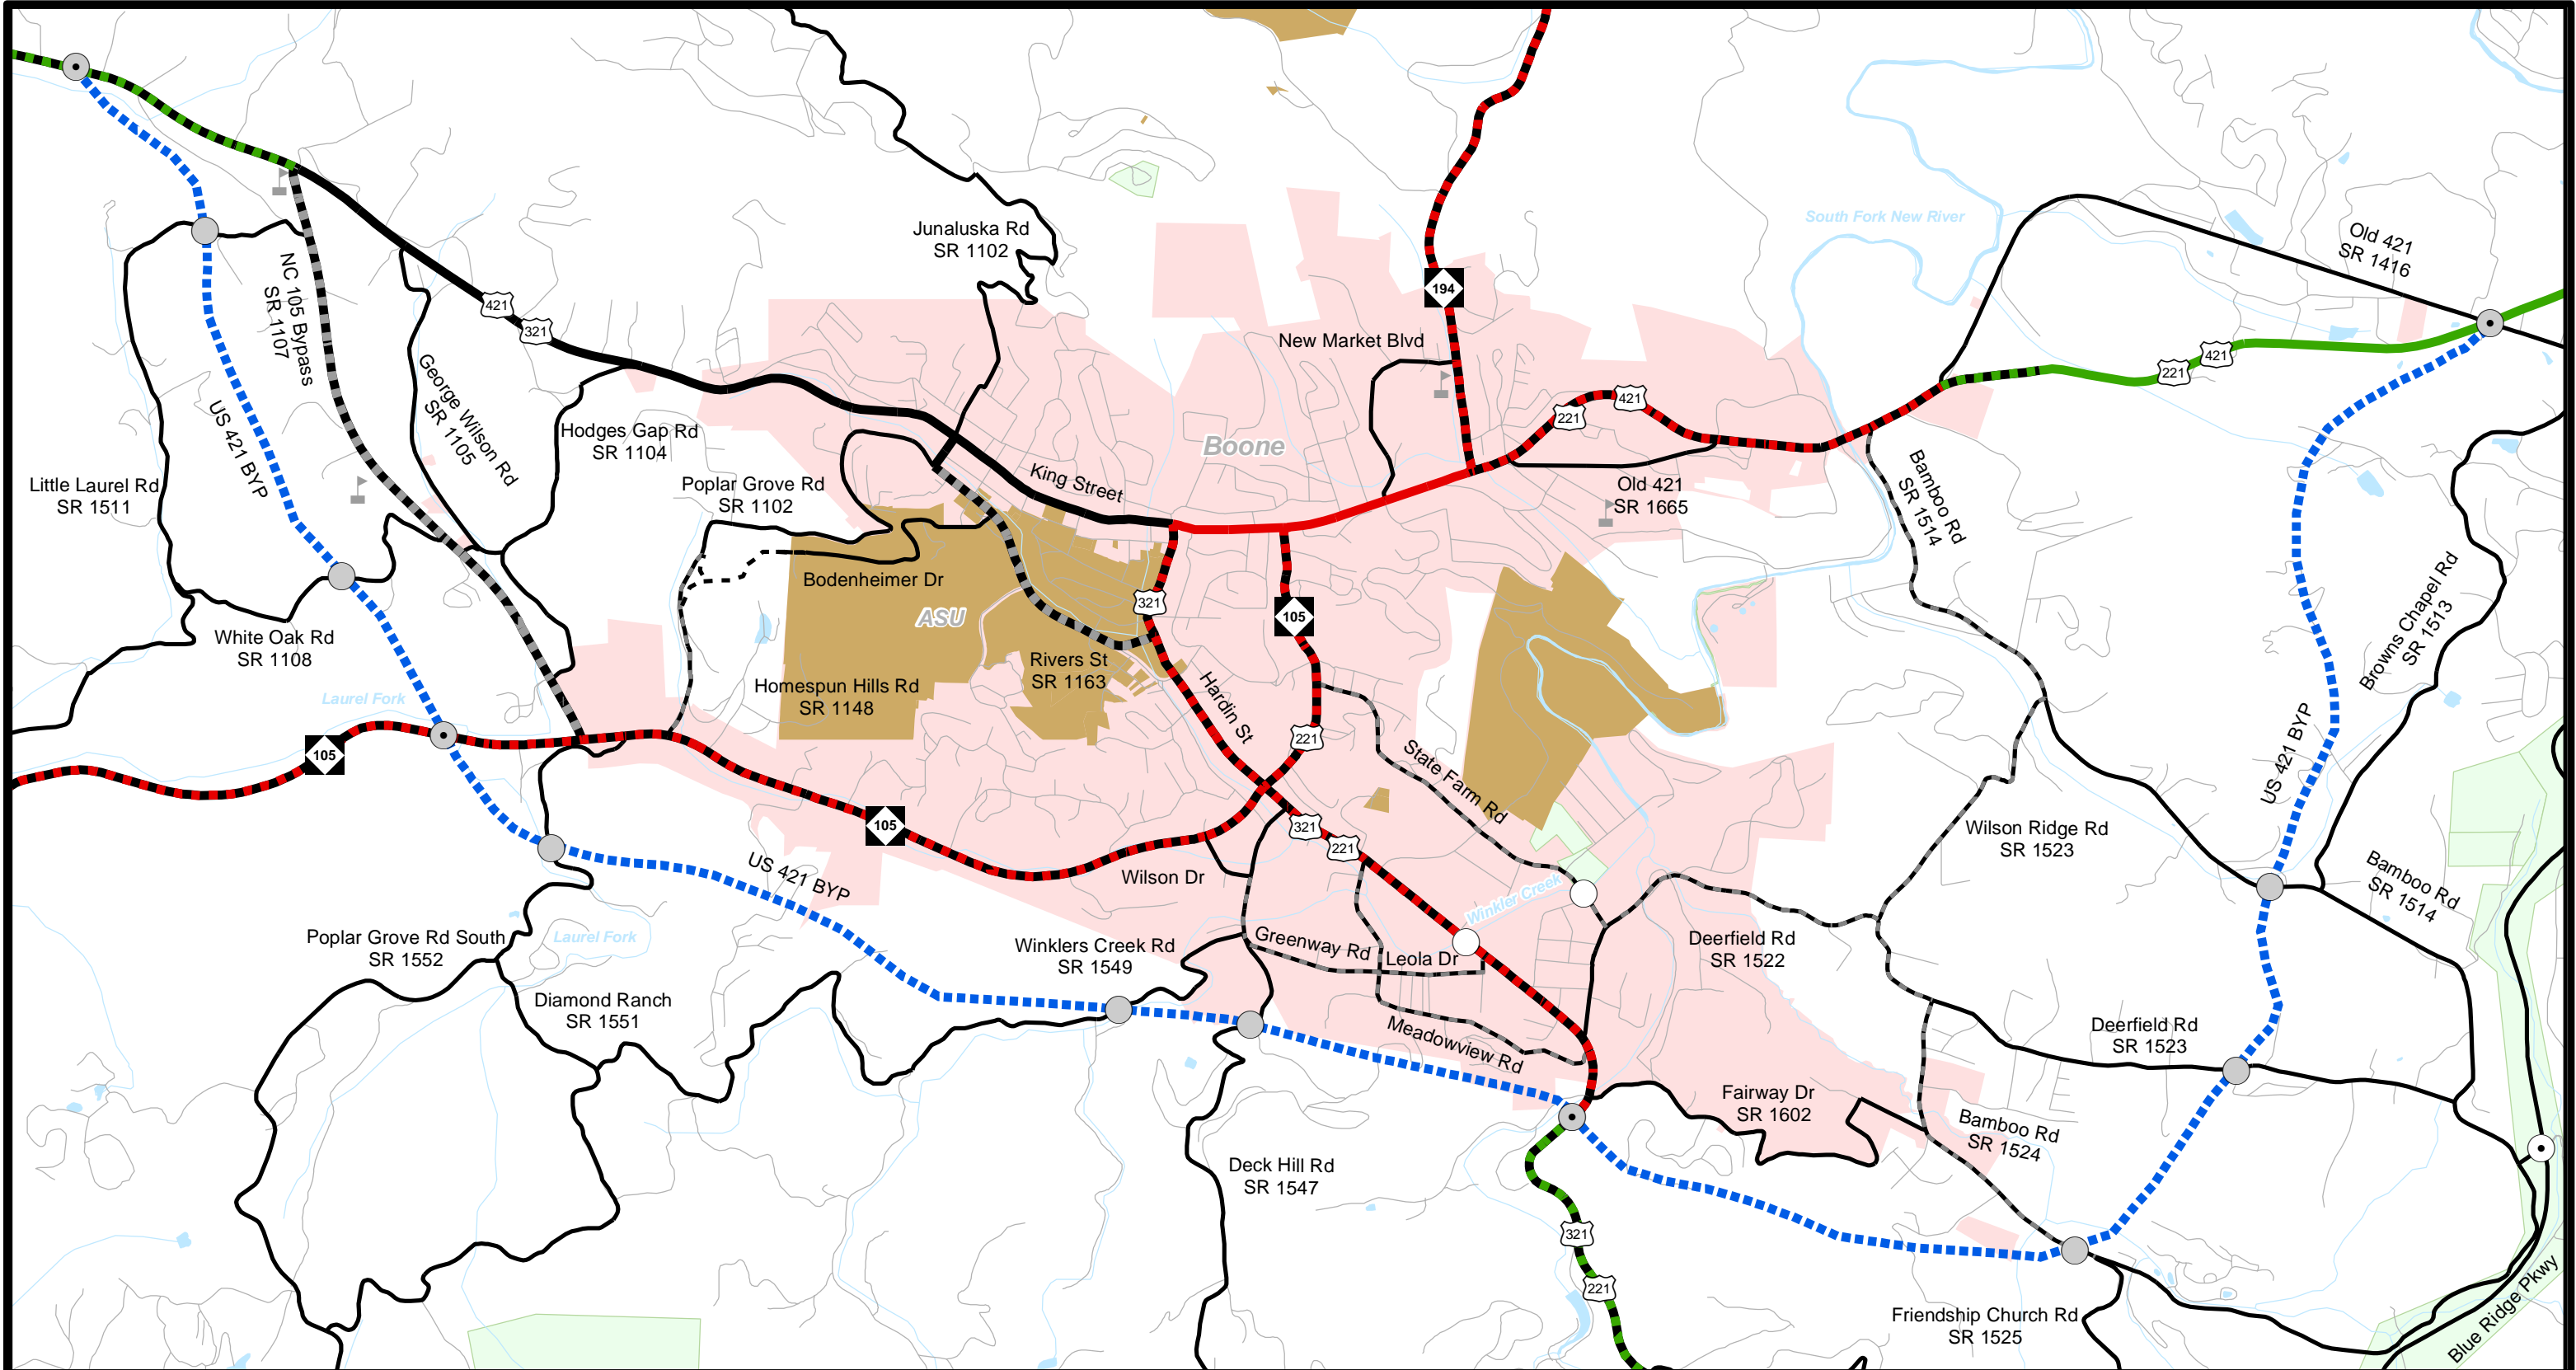 194
South Fork New River
Old 421
SR 1416
Junaluska Rd
SR 1102
NC 105 Bypass
SR 1107
421
321
New Market Blvd
221
421
221
421
George Wilson Rd
SR 1105
US 421 BYP
Hodges Gap Rd
SR 1104
Boone
King Street
Little Laurel Rd
SR 1511
Poplar Grove Rd
SR 1102
Old 421
SR 1665
Bamboo Rd
SR 1514
Bodenheimer Dr
ASU
321
105
Browns Chapel Rd
SR 1513
White Oak Rd
SR 1108
Rivers St
SR 1163
Homespun Hills Rd
SR 1148
Laurel Fork
Hardin St
221
State Farm Rd
US 421 BYP
105
105
321
221
Wilson Ridge Rd
SR 1523
US 421 BYP
Wilson Dr
Bamboo Rd
SR 1514
Winkler Creek
Poplar Grove Rd South
SR 1552
Laurel Fork
Winklers Creek Rd
SR 1549
Greenway Rd
Leola Dr
Deerfield Rd
SR 1522
Diamond Ranch
SR 1551
Meadowview Rd
Deerfield Rd
SR 1523
Fairway Dr
SR 1602
Bamboo Rd
SR 1524
Deck Hill Rd
SR 1547
321
221
Friendship Church Rd
SR 1525
Blue Ridge Pkwy